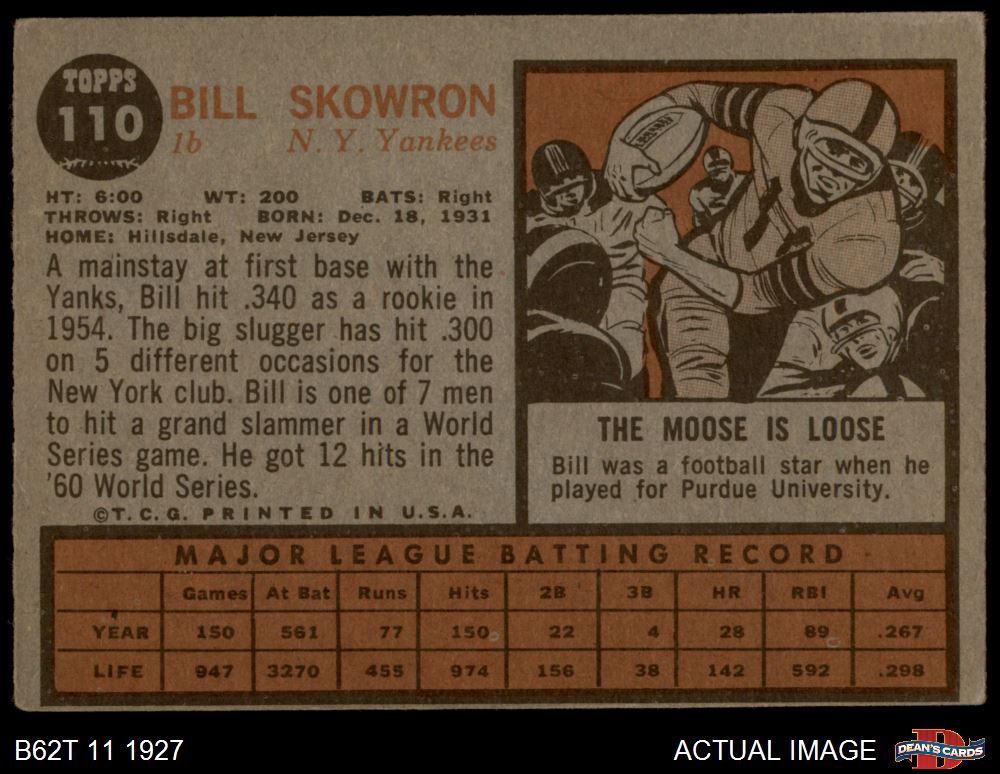 TOPPS
110
BILL SKOWRON
1b N. Y. Yankees
HT: 6:00 WT: 200 BATS: Right
THROWS: Right BORN: Dec. 18, 1931
HOME: Hillsdale, New Jersey
A mainstay at first base with the
Yanks, Bill hit .340 as a rookie in
1954. The big slugger has hit .300
on 5 different occasions for the
New York club. Bill is one of 7 men
to hit a grand slammer in a World
Series game. He got 12 hits in the
'60 World Series.
©T.C.G. PRINTED IN U.S.A.
THE MOOSE IS LOOSE
Bill was a football star when he
played for Purdue University.
MAJOR LEAGUE BATTING RECORD
Games At Bat Runs Hits 2B 3B HR RBI Avg
YEAR 150 561 77 150 22 4 28 89 .267
LIFE 947 3270 455 974 156 38 142 592 .298
B62T 11 1927
ACTUAL IMAGE
DEAN'S CARDS